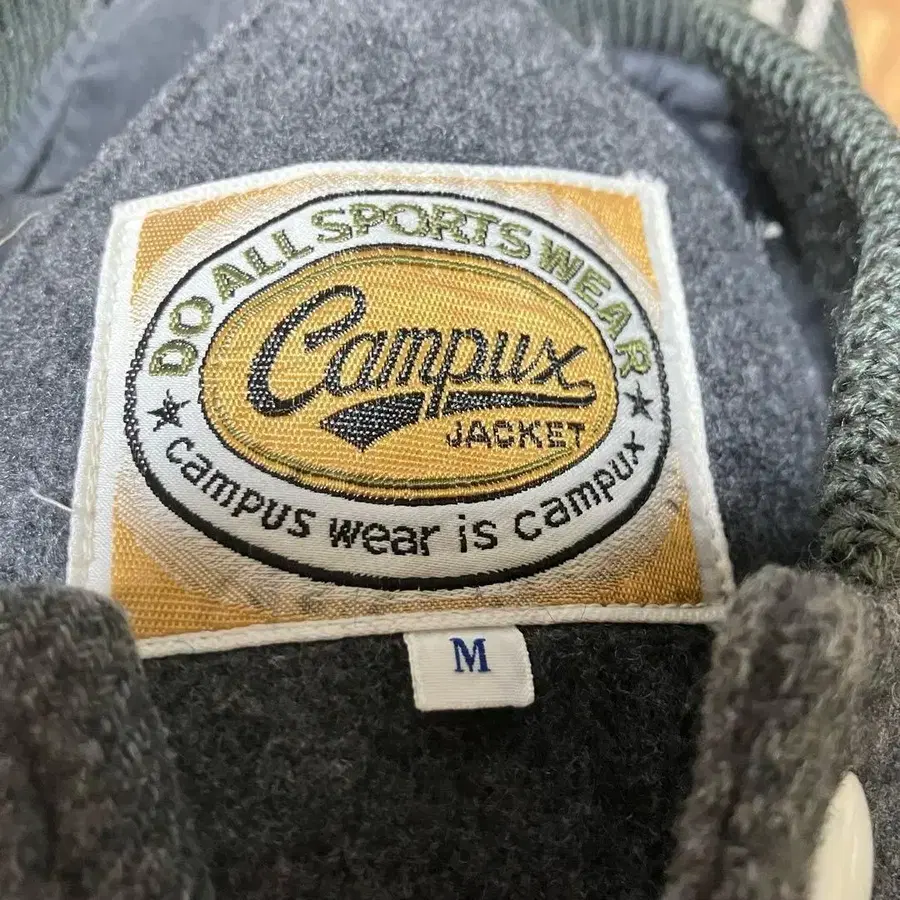 DO ALL SPORTS WEAR
Campux
JACKET
campus wear is campux
M